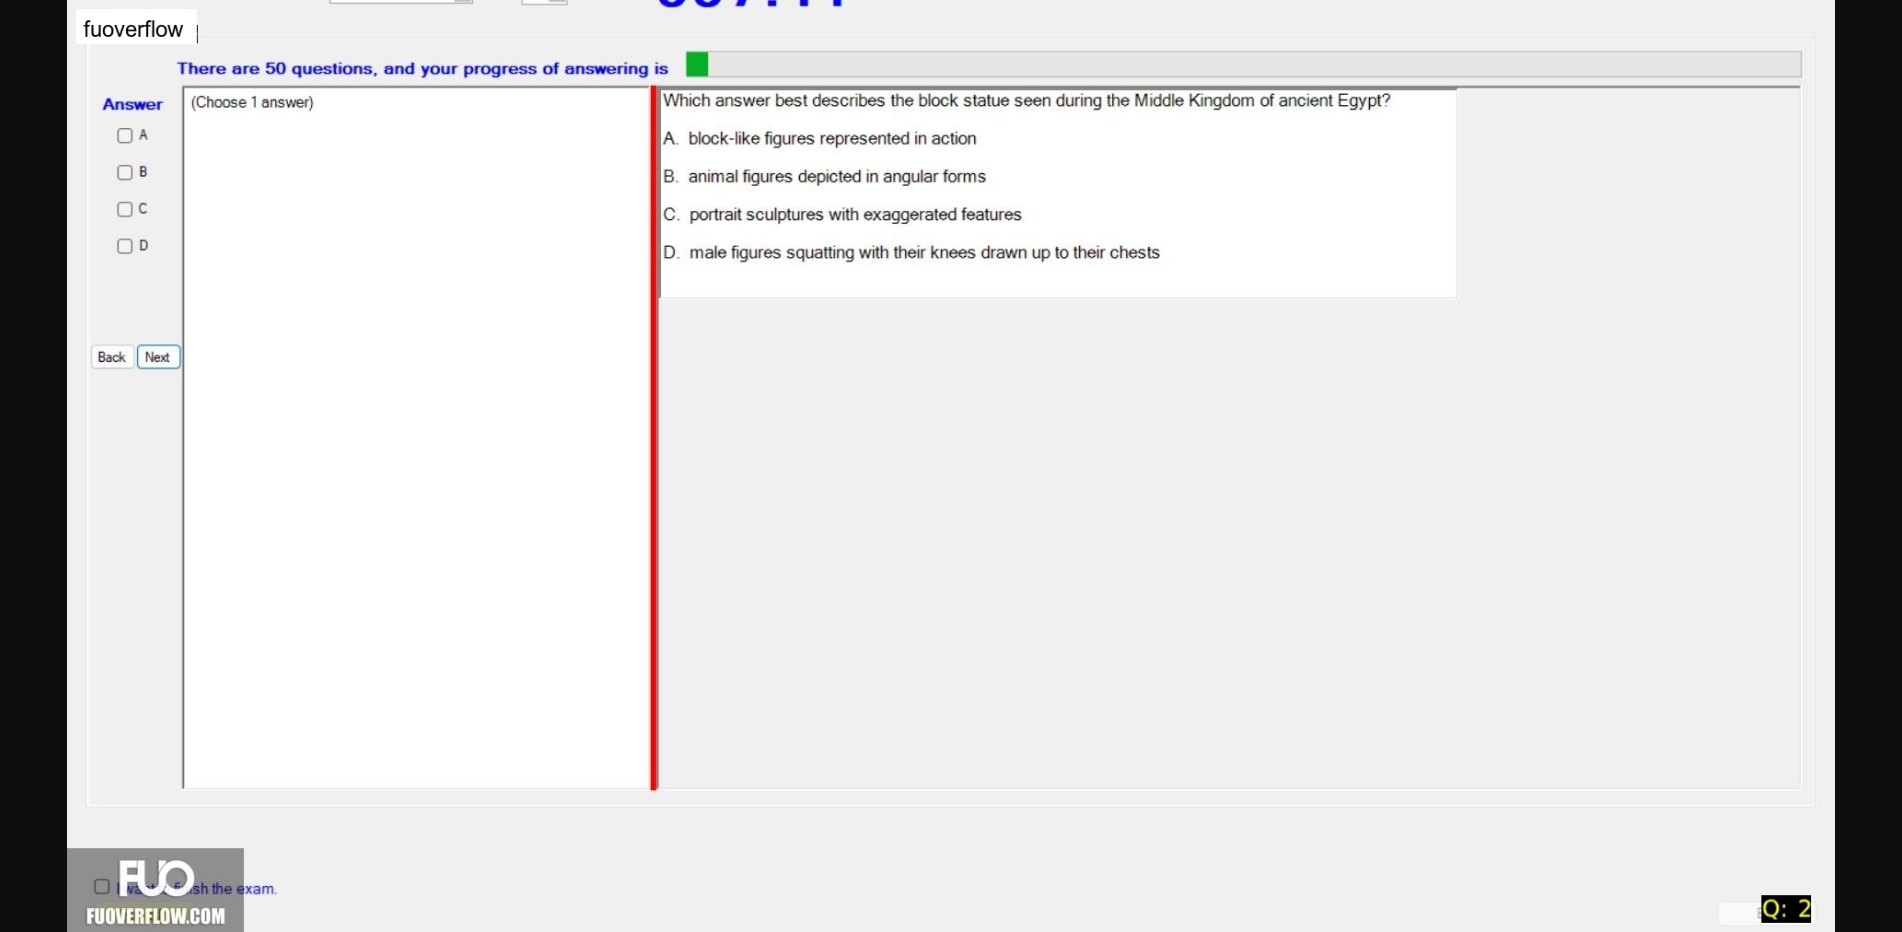 fuoverflow
There are 50 questions, and your progress of answering is
Answer
(Choose 1 answer)
A
B
C
D
Back Next
Which answer best describes the block statue seen during the Middle Kingdom of ancient Egypt?
A. block-like figures represented in action
B. animal figures depicted in angular forms
C. portrait sculptures with exaggerated features
D. male figures squatting with their knees drawn up to their chests
FUO
sh the exam.
FUOVERFLOW.COM
Q: 2